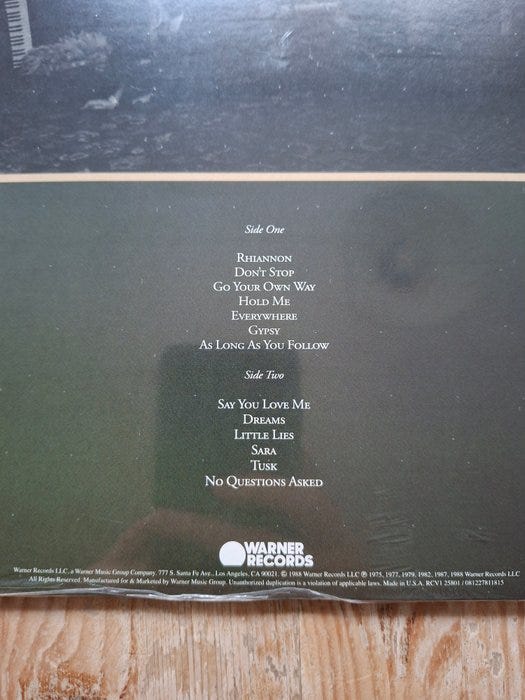 Side One
Rhiannon
Don't Stop
Go Your Own Way
Hold Me
Everywhere
Gypsy
As Long As You Follow
Side Two
Say You Love Me
Dreams
Little Lies
Sara
Tusk
No Questions Asked
WARNER
RECORDS
Warner Records LLC, a Warner Music Group Company. 777 S. Santa Fe Ave., Los Angeles, CA 90021. © 1988 Warner Records LLC ℗ 1975, 1977, 1979, 1982, 1987, 1988 Warner Records LLC
All Rights Reserved. Manufactured for & Marketed by Warner Music Group. Unauthorized duplication is a violation of applicable laws. Made in U.S.A. RCV1 25801 / 081227811815